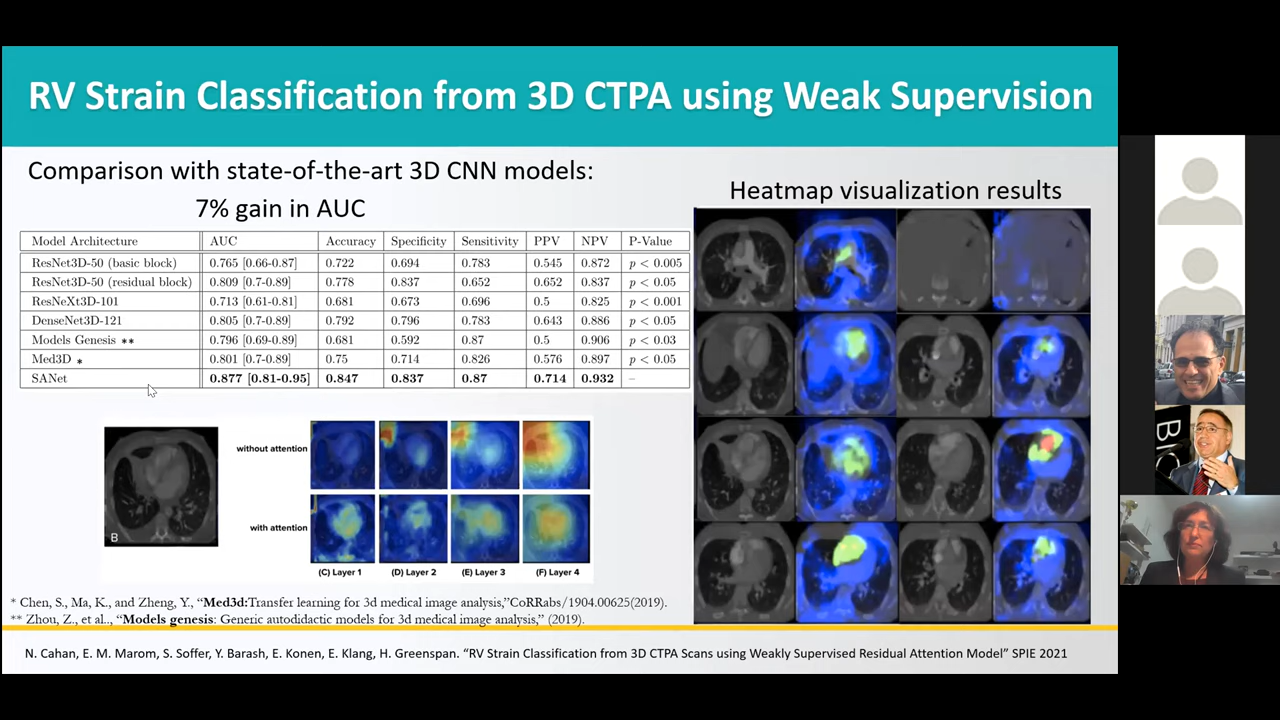 RV Strain Classification from 3D CTPA using Weak Supervision
Comparison with state-of-the-art 3D CNN models:
7% gain in AUC
Model Architecture AUC Accuracy Specificity Sensitivity PPV NPV P-Value
ResNet3D-50 (basic block) 0.765 [0.66-0.87] 0.722 0.694 0.783 0.545 0.872 p < 0.005
ResNet3D-50 (residual block) 0.809 [0.7-0.89] 0.778 0.837 0.652 0.652 0.837 p < 0.05
ResNeXt3D-101 0.713 [0.61-0.81] 0.681 0.673 0.696 0.5 0.825 p < 0.001
DenseNet3D-121 0.805 [0.7-0.89] 0.792 0.796 0.783 0.643 0.886 p < 0.05
Models Genesis ** 0.796 [0.69-0.89] 0.681 0.592 0.87 0.5 0.906 p < 0.03
Med3D * 0.801 [0.7-0.89] 0.75 0.714 0.826 0.576 0.897 p < 0.05
SANet 0.877 [0.81-0.95] 0.847 0.837 0.87 0.714 0.932 –
Heatmap visualization results
without attention
with attention
B
(C) Layer 1 (D) Layer 2 (E) Layer 3 (F) Layer 4
* Chen, S., Ma, K., and Zheng, Y., “Med3d:Transfer learning for 3d medical image analysis,”CoRRabs/1904.00625(2019).
** Zhou, Z., et al.., “Models genesis: Generic autodidactic models for 3d medical image analysis,” (2019).
N. Cahan, E. M. Marom, S. Soffer, Y. Barash, E. Konen, E. Klang, H. Greenspan. “RV Strain Classification from 3D CTPA Scans using Weakly Supervised Residual Attention Model” SPIE 2021